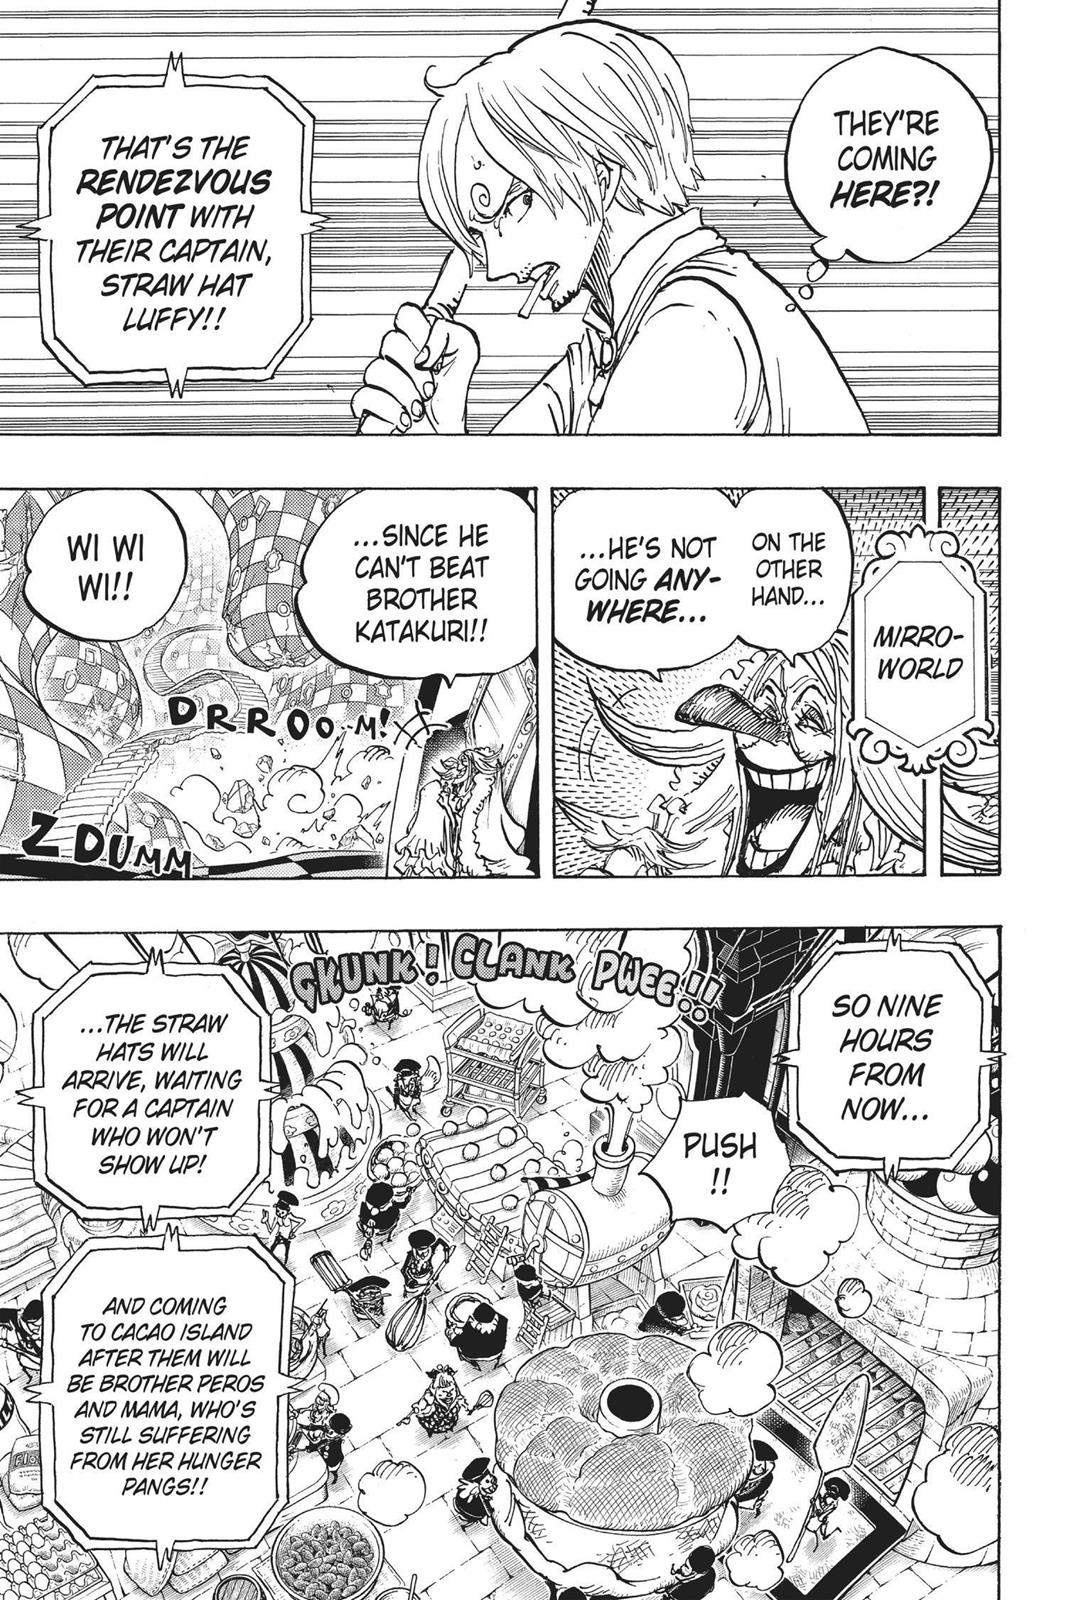 THEY'RE
COMING
HERE?!
THAT'S THE
RENDEZVOUS
POINT WITH
THEIR CAPTAIN,
STRAW HAT
LUFFY!!
MIRRO-
WORLD
ON THE
OTHER
HAND...
...HE'S NOT
GOING ANY-
WHERE...
...SINCE HE
CAN'T BEAT
BROTHER
KATAKURI!!
WI WI
WI!!
DRROOM!
ZDUMM
GKUNK! CLANK PWEE!!
SO NINE
HOURS
FROM
NOW...
PUSH
!!
...THE STRAW
HATS WILL
ARRIVE, WAITING
FOR A CAPTAIN
WHO WON'T
SHOW UP!
AND COMING
TO CACAO ISLAND
AFTER THEM WILL
BE BROTHER PEROS
AND MAMA, WHO'S
STILL SUFFERING
FROM HER HUNGER
PANGS!!